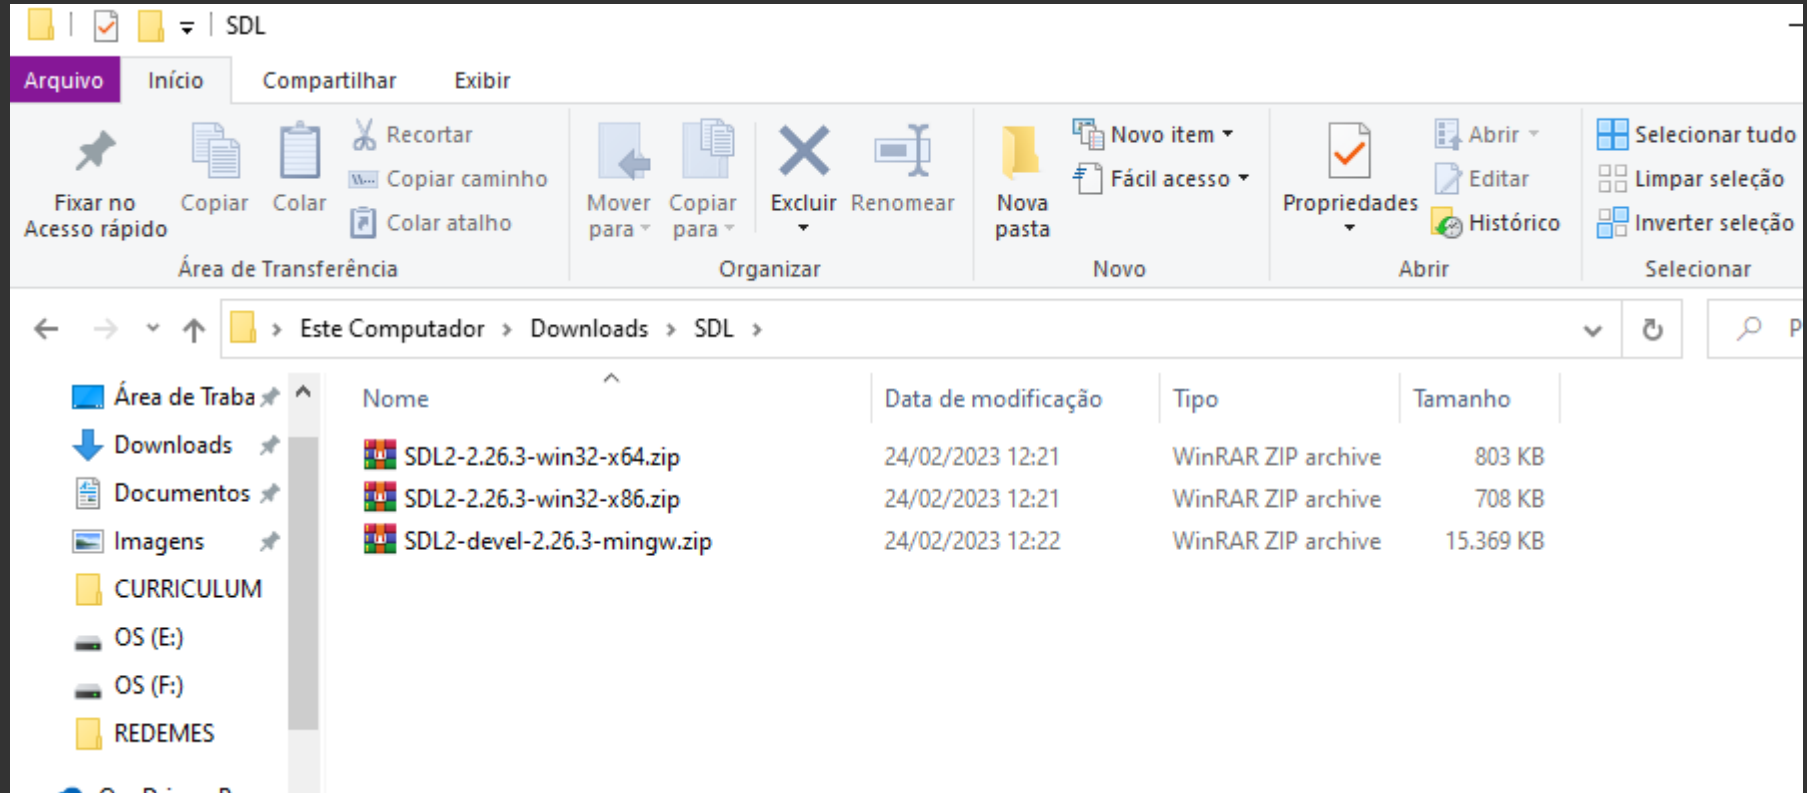 SDL
Arquivo Início Compartilhar Exibir
Fixar no
Acesso rápido
Copiar
Colar
Recortar
Copiar caminho
Colar atalho
Área de Transferência
Mover
para
Copiar
para
Excluir
Renomear
Organizar
Nova
pasta
Novo item
Fácil acesso
Novo
Propriedades
Abrir
Editar
Histórico
Abrir
Selecionar tudo
Limpar seleção
Inverter seleção
Selecionar
Este Computador > Downloads > SDL >
Área de Traba
Downloads
Documentos
Imagens
CURRICULUM
OS (E:)
OS (F:)
REDEMES
Nome Data de modificação Tipo Tamanho
SDL2-2.26.3-win32-x64.zip 24/02/2023 12:21 WinRAR ZIP archive 803 KB
SDL2-2.26.3-win32-x86.zip 24/02/2023 12:21 WinRAR ZIP archive 708 KB
SDL2-devel-2.26.3-mingw.zip 24/02/2023 12:22 WinRAR ZIP archive 15.369 KB